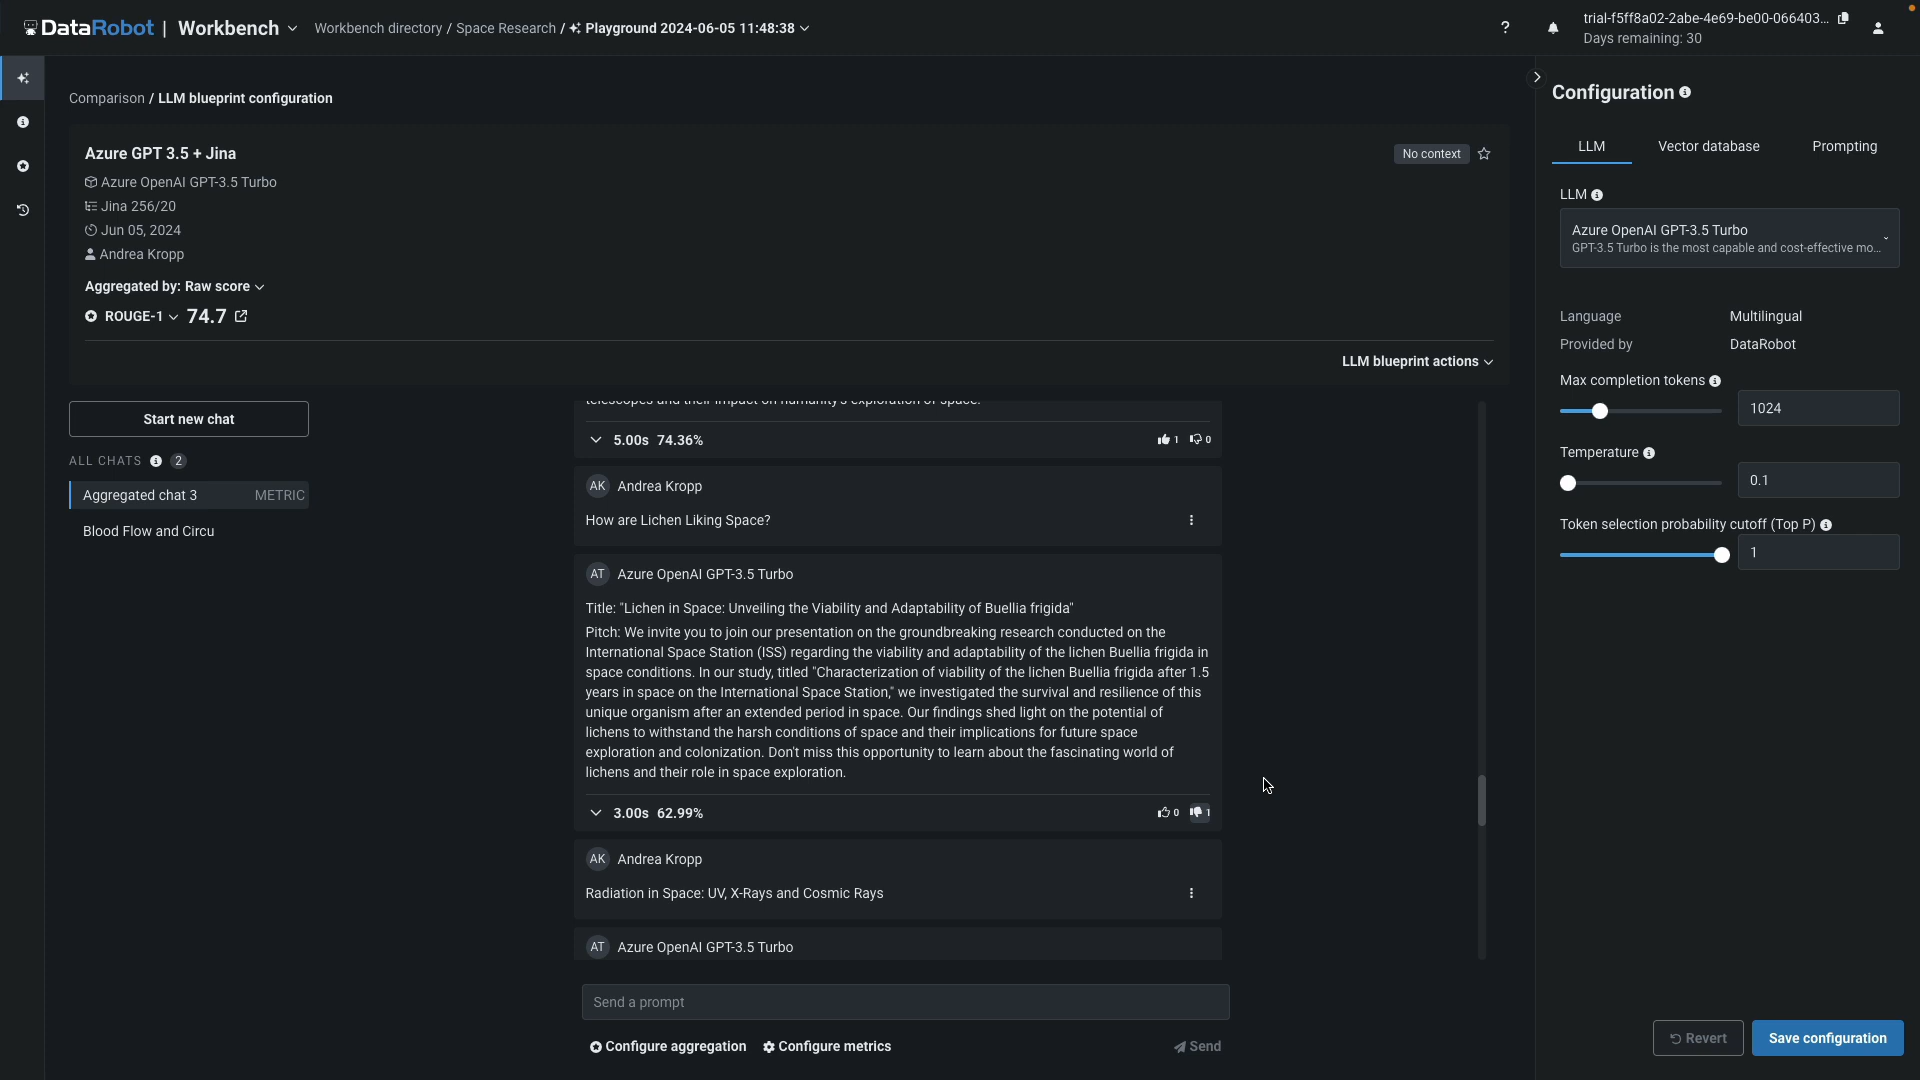 DataRobot | Workbench
Workbench directory / Space Research / Playground 2024-06-05 11:48:38
trial-f5ff8a02-2abe-4e69-be00-066403...
Days remaining: 30
Comparison / LLM blueprint configuration
Azure GPT 3.5 + Jina
No context
Azure OpenAI GPT-3.5 Turbo
Jina 256/20
Jun 05, 2024
Andrea Kropp
Aggregated by: Raw score
ROUGE-1 74.7
LLM blueprint actions
Start new chat
ALL CHATS 2
Aggregated chat 3 METRIC
Blood Flow and Circu
telescopes and their impact on humanity's exploration of space.
5.00s 74.36%
1 0
AK Andrea Kropp
How are Lichen Liking Space?
AT Azure OpenAI GPT-3.5 Turbo
Title: "Lichen in Space: Unveiling the Viability and Adaptability of Buellia frigida"
Pitch: We invite you to join our presentation on the groundbreaking research conducted on the
International Space Station (ISS) regarding the viability and adaptability of the lichen Buellia frigida in
space conditions. In our study, titled "Characterization of viability of the lichen Buellia frigida after 1.5
years in space on the International Space Station," we investigated the survival and resilience of this
unique organism after an extended period in space. Our findings shed light on the potential of
lichens to withstand the harsh conditions of space and their implications for future space
exploration and colonization. Don't miss this opportunity to learn about the fascinating world of
lichens and their role in space exploration.
3.00s 62.99%
0 1
AK Andrea Kropp
Radiation in Space: UV, X-Rays and Cosmic Rays
AT Azure OpenAI GPT-3.5 Turbo
Send a prompt
Configure aggregation Configure metrics
Send
Configuration
LLM Vector database Prompting
LLM
Azure OpenAI GPT-3.5 Turbo
GPT-3.5 Turbo is the most capable and cost-effective mo...
Language Multilingual
Provided by DataRobot
Max completion tokens
1024
Temperature
0.1
Token selection probability cutoff (Top P)
1
Revert Save configuration